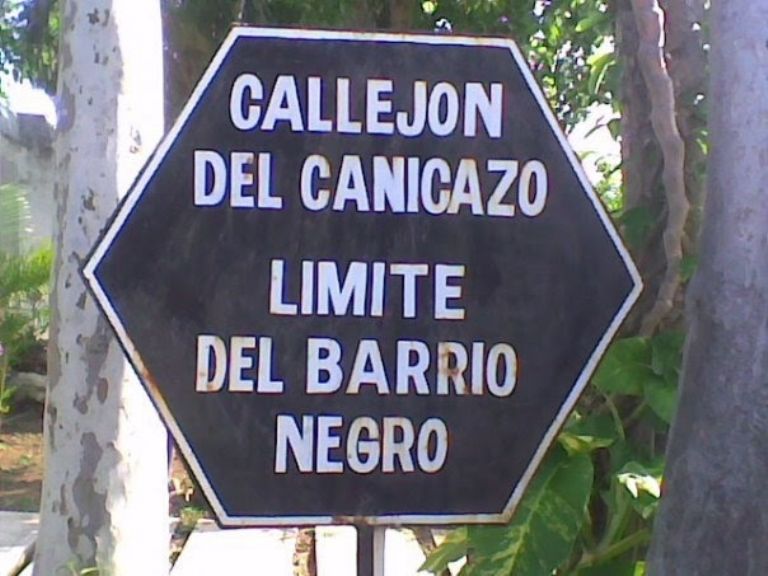 CALLEJON
DEL CANICAZO
LIMITE
DEL BARRIO
NEGRO